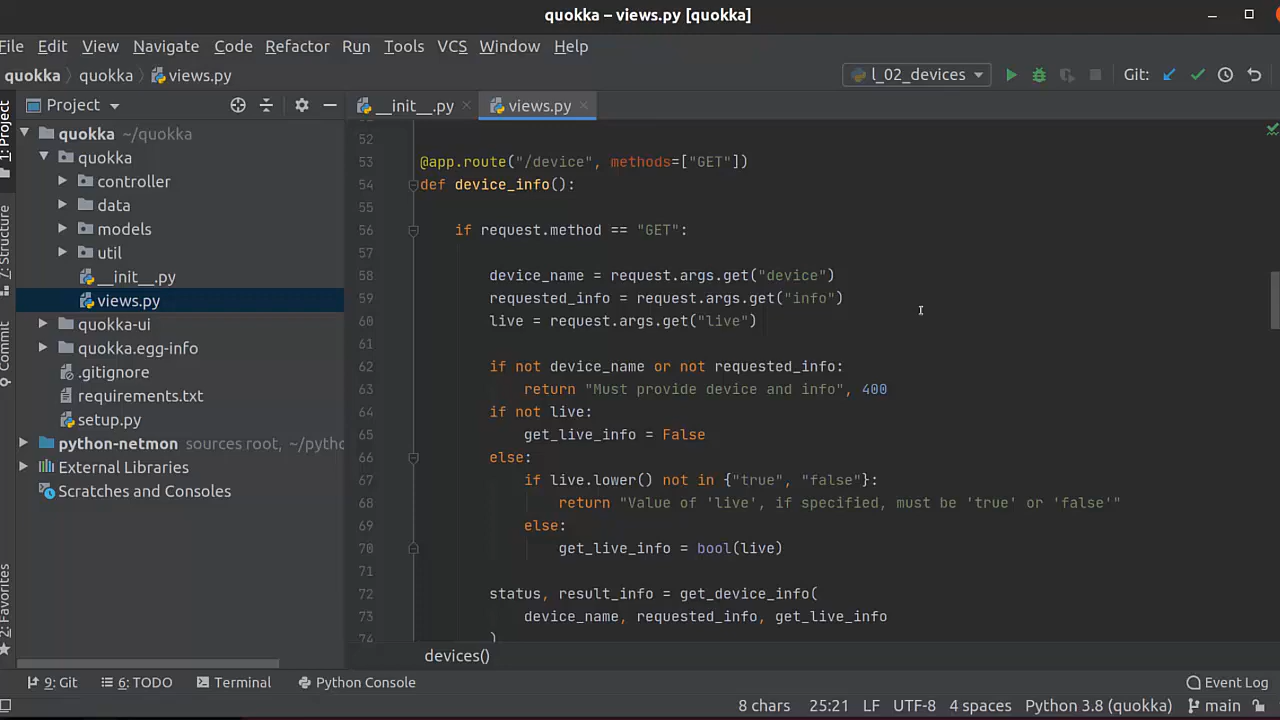 quokka – views.py [quokka]
File Edit View Navigate Code Refactor Run Tools VCS Window Help
quokka quokka views.py l_02_devices Git:
Project __init__.py views.py
1: Project
7: Structure
Commit
2: Favorites
quokka ~/quokka
quokka
controller
data
models
util
__init__.py
views.py
quokka-ui
quokka.egg-info
.gitignore
requirements.txt
setup.py
python-netmon sources root, ~/pytho
External Libraries
Scratches and Consoles
52
53 @app.route("/device", methods=["GET"])
54 def device_info():
55
56 if request.method == "GET":
57
58 device_name = request.args.get("device")
59 requested_info = request.args.get("info")
60 live = request.args.get("live")
61
62 if not device_name or not requested_info:
63 return "Must provide device and info", 400
64 if not live:
65 get_live_info = False
66 else:
67 if live.lower() not in {"true", "false"}:
68 return "Value of 'live', if specified, must be 'true' or 'false'"
69 else:
70 get_live_info = bool(live)
71
72 status, result_info = get_device_info(
73 device_name, requested_info, get_live_info
74 )
devices()
9: Git 6: TODO Terminal Python Console Event Log
8 chars 25:21 LF UTF-8 4 spaces Python 3.8 (quokka) main